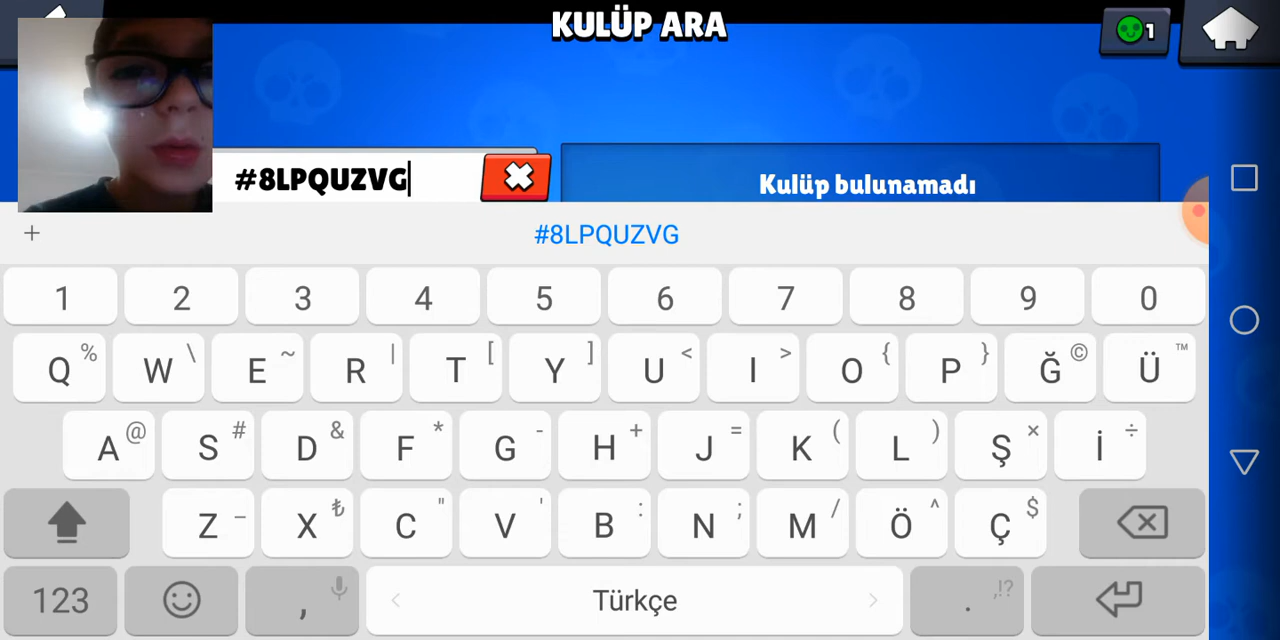 KULÜP ARA
1
#8LPQUZVG
Kulüp bulunamadı
+ #8LPQUZVG
1 2 3 4 5 6 7 8 9 0
Q % W \ E ~ R | T [ Y ] U < I > O { P } Ğ © Ü ™
A @ S # D & F * G - H + J = K ( L ) Ş × İ ÷
Z _ X ₺ C " V ' B : N ; M / Ö ^ Ç $
123 , < Türkçe > . ,!?